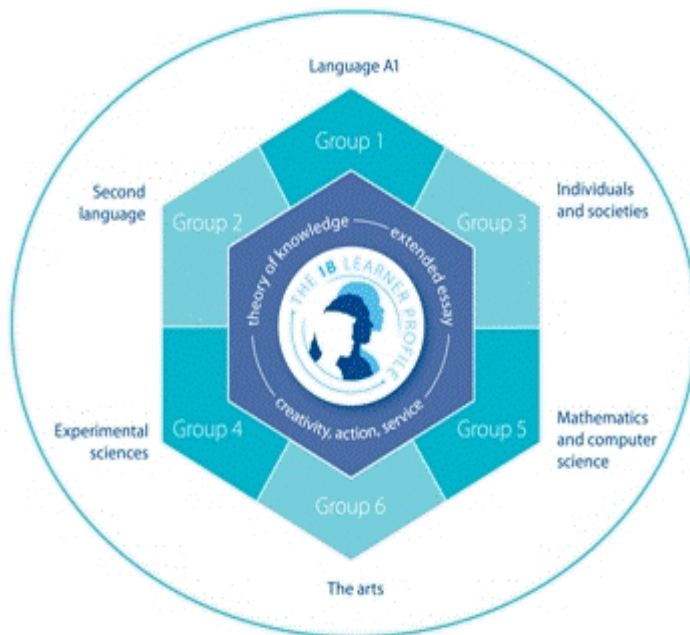 Language A1
Group 1
Second
language
Group 2
Group 3
Individuals
and societies
theory of knowledge
extended essay
THE IB LEARNER PROFILE
creativity, action, service
Experimental
sciences
Group 4
Group 5
Mathematics
and computer
science
Group 6
The arts